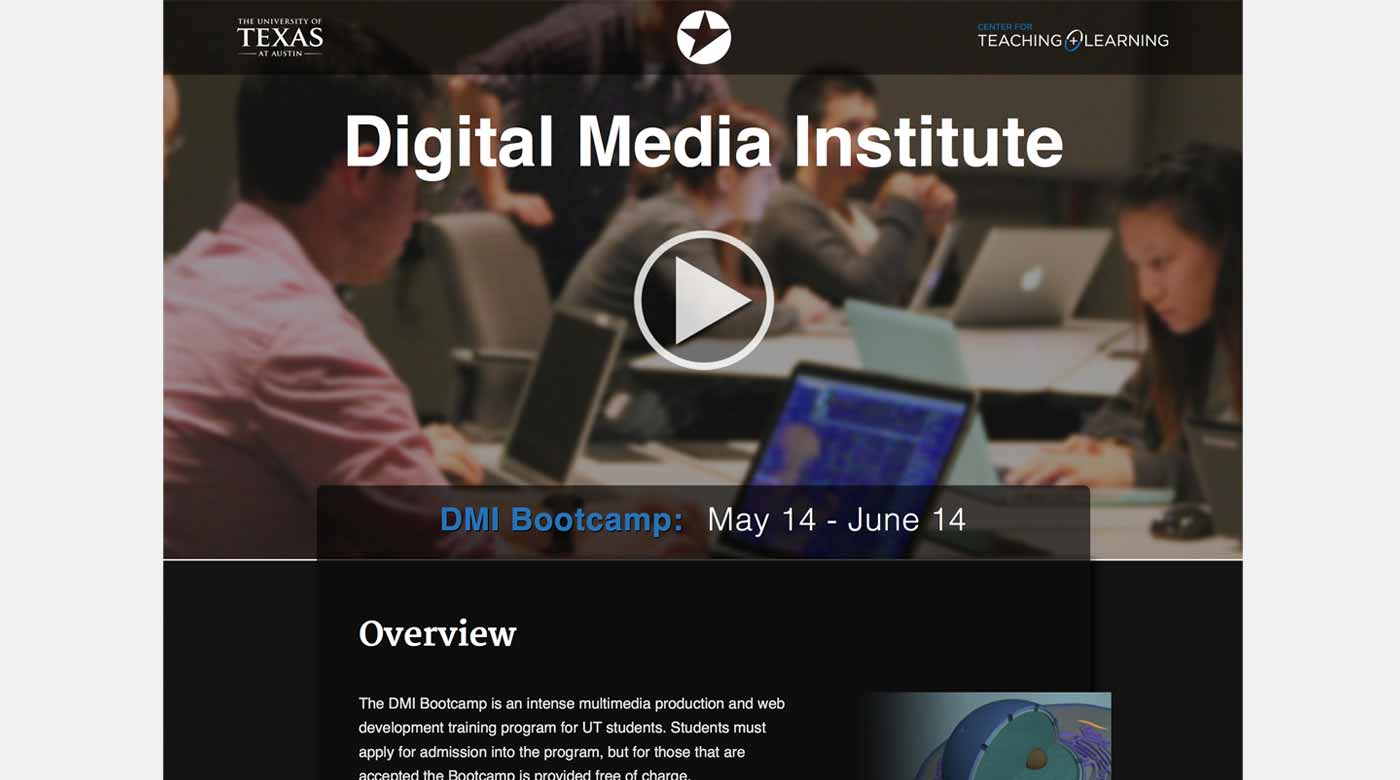 THE UNIVERSITY OF
TEXAS
AT AUSTIN
CENTER FOR
TEACHING + LEARNING
Digital Media Institute
DMI Bootcamp: May 14 - June 14
Overview
The DMI Bootcamp is an intense multimedia production and web
development training program for UT students. Students must
apply for admission into the program, but for those that are
accepted the Bootcamp is provided free of charge.